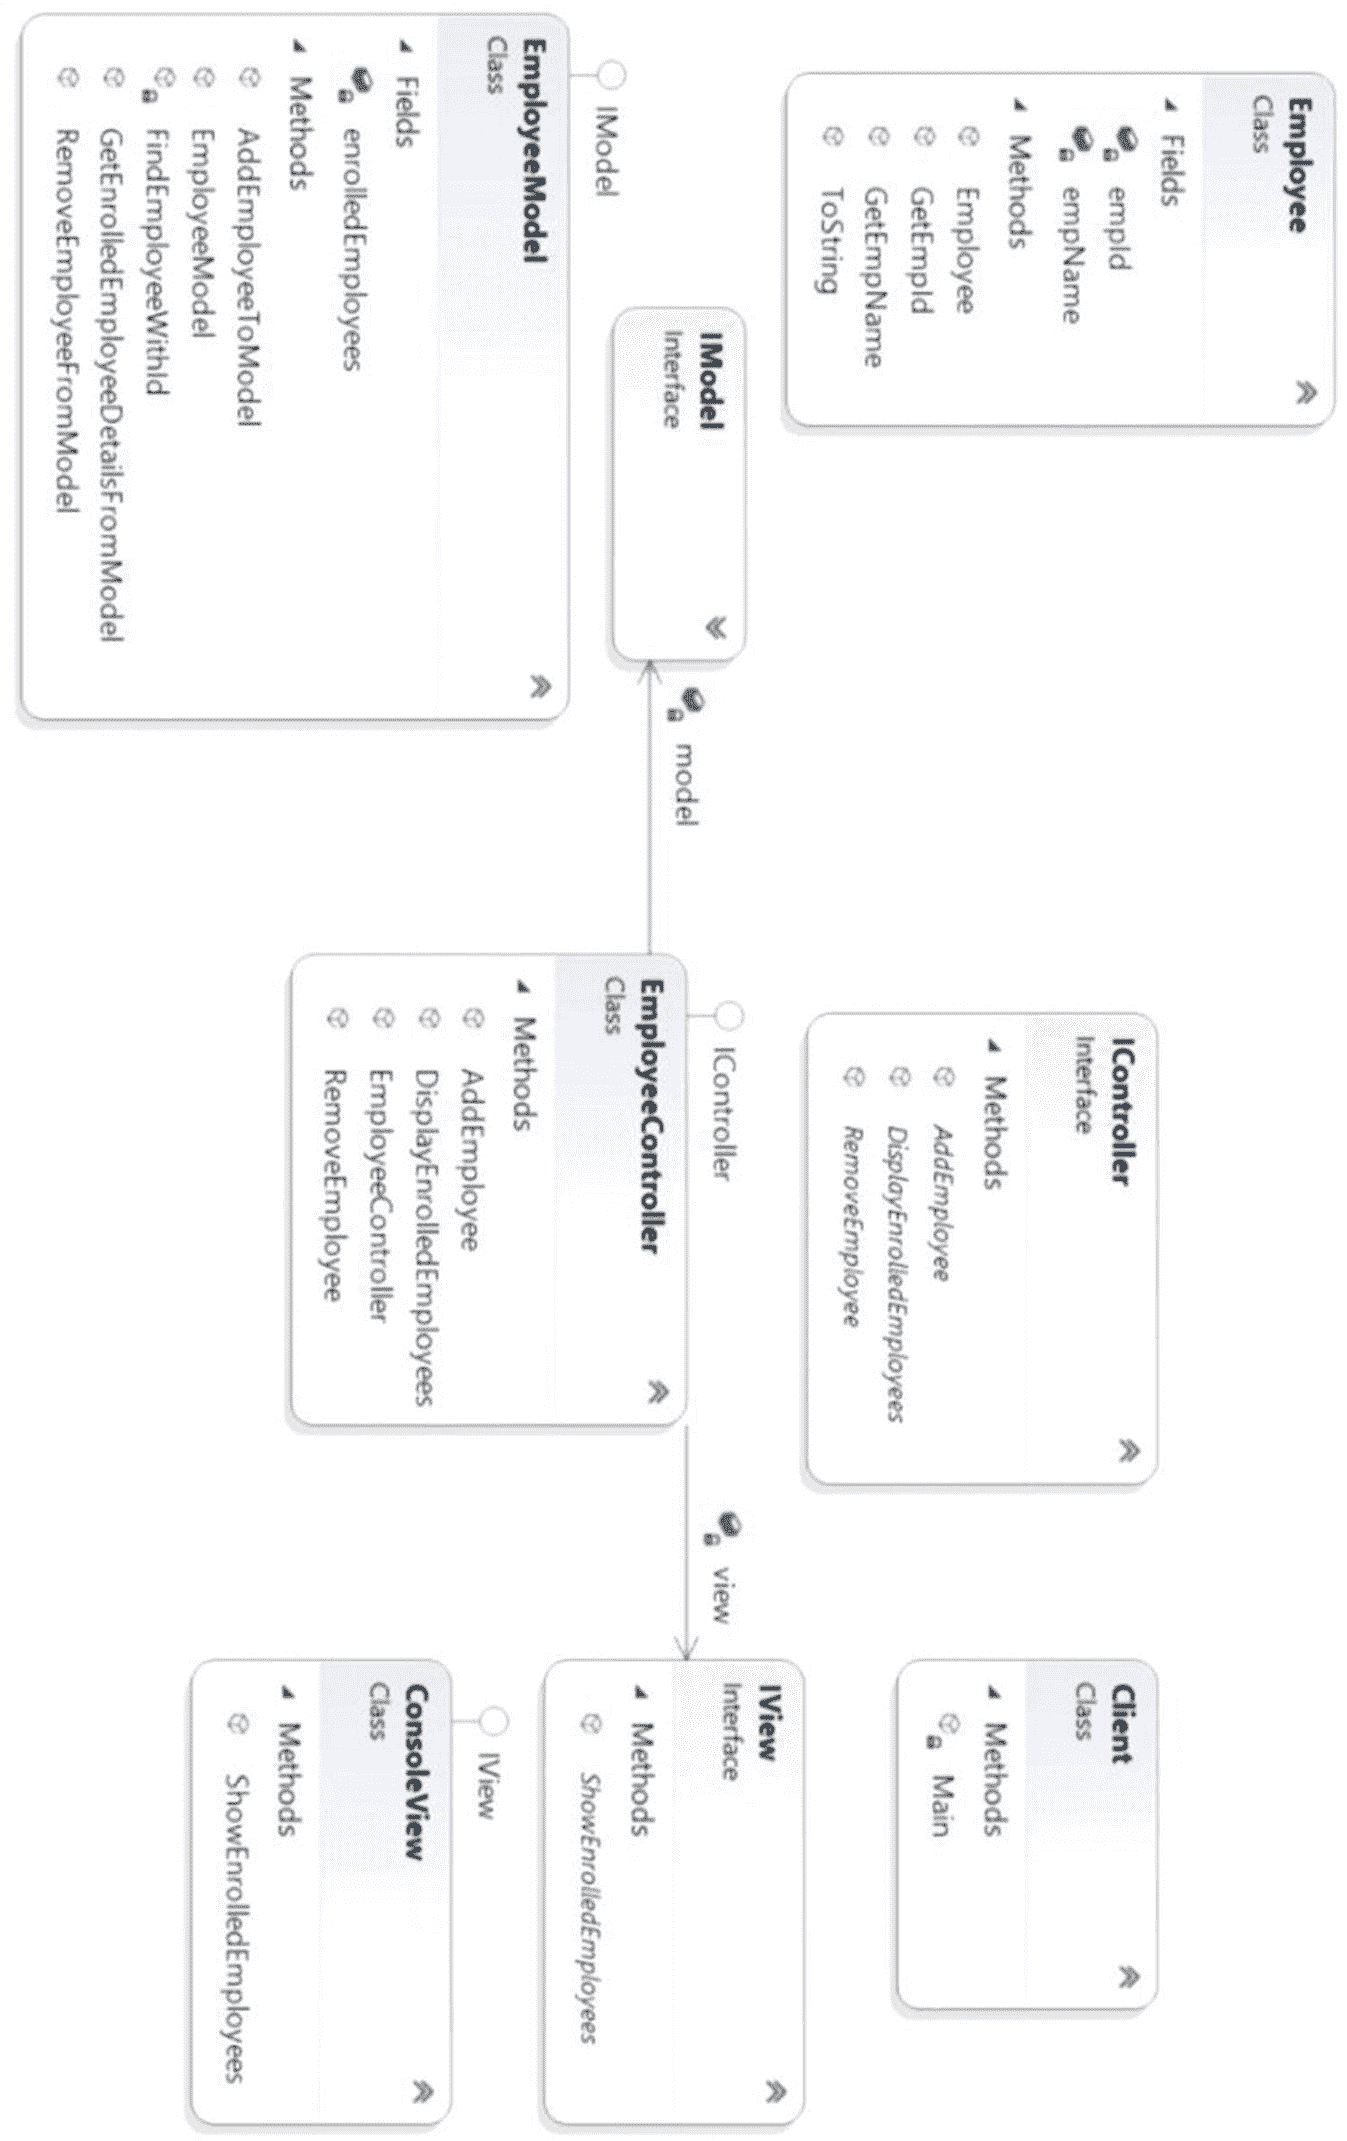 Employee
Class
Fields
empId
empName
Methods
Employee
GetEmpId
GetEmpName
ToString
IController
Interface
Methods
AddEmployee
DisplayEnrolledEmployees
RemoveEmployee
Client
Class
Methods
Main
IModel
Interface
model
IController
EmployeeController
Class
Methods
AddEmployee
DisplayEnrolledEmployees
EmployeeController
RemoveEmployee
view
IView
Interface
Methods
ShowEnrolledEmployees
IModel
EmployeeModel
Class
Fields
enrolledEmployees
Methods
AddEmployeeToModel
EmployeeModel
FindEmployeeWithId
GetEnrolledEmployeeDetailsFromModel
RemoveEmployeeFromModel
IView
ConsoleView
Class
Methods
ShowEnrolledEmployees